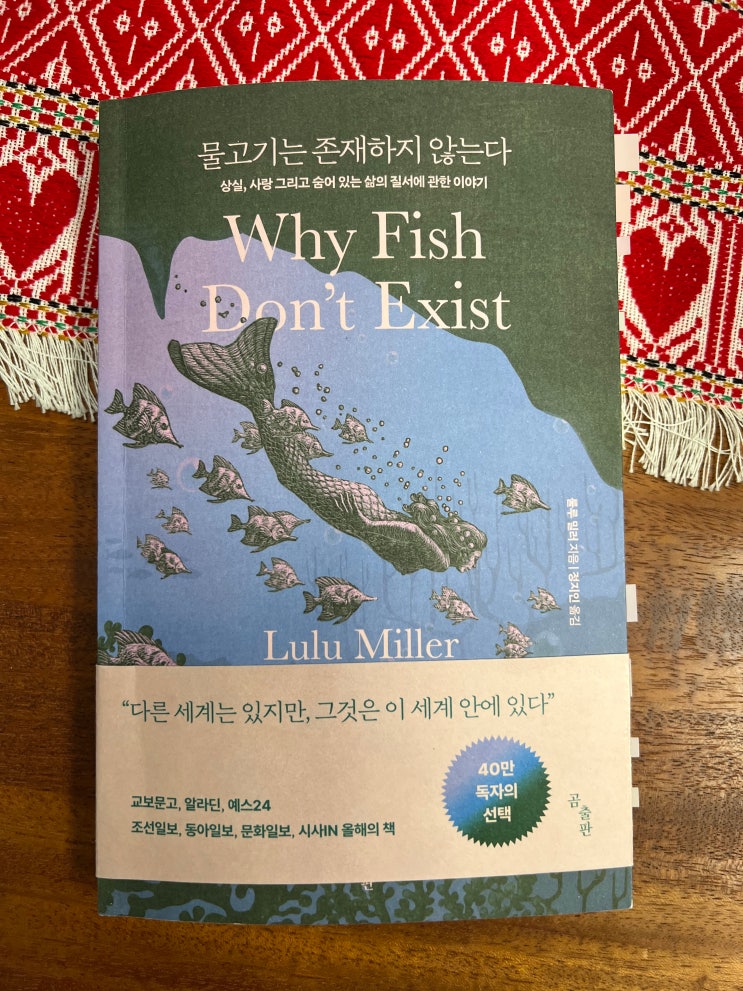 물고기는 존재하지 않는다
상실, 사랑 그리고 숨어 있는 삶의 질서에 관한 이야기
Why Fish
Don't Exist
룰루 밀러 지음 | 정지인 옮김
Lulu Miller
“다른 세계는 있지만, 그것은 이 세계 안에 있다”
40만
독자의
선택
교보문고, 알라딘, 예스24
조선일보, 동아일보, 문화일보, 시사IN 올해의 책
곰출판